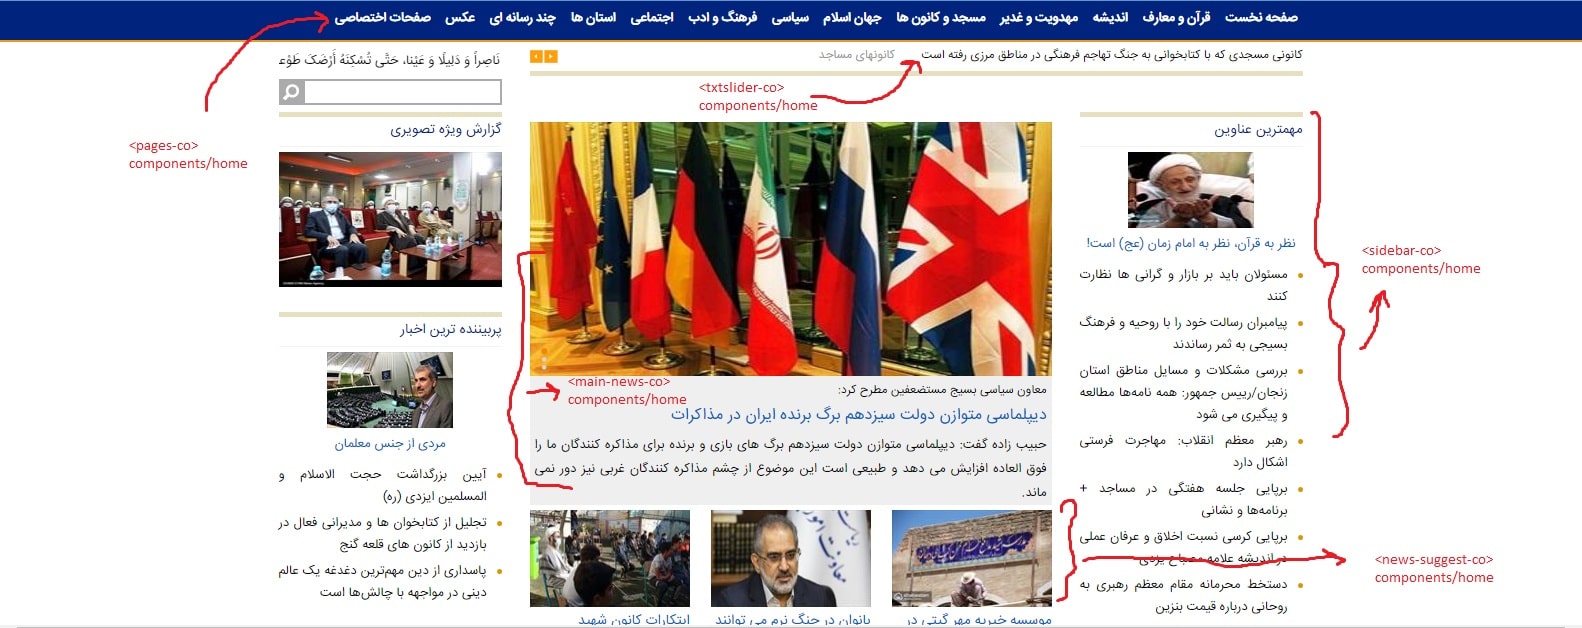 صفحه نخست قرآن و معارف اندیشه مهدویت و غدیر مسجد و کانون ها جهان اسلام سیاسی فرهنگ و ادب اجتماعی استان ها چند رسانه ای عکس صفحات اختصاصی
<pages-co>
components/home
کانونی مسجدی که با کتابخوانی به جنگ تهاجم فرهنگی در مناطق مرزی رفته است
کانونهای مساجد
<txtslider-co>
components/home
مهمترین عناوین
نظر به قرآن، نظر به امام زمان (عج) است!
مسئولان باید بر بازار و گرانی ها نظارت
کنند
پیامبران رسالت خود را با روحیه و فرهنگ
بسیجی به ثمر رساندند
بررسی مشکلات و مسایل مناطق استان
زنجان/رییس جمهور: همه نامه‌ها مطالعه
و پیگیری می شود
رهبر معظم انقلاب: مهاجرت فرستی
اشکال دارد
برپایی جلسه هفتگی در مساجد +
برنامه‌ها و نشانی
برپایی کرسی نسبت اخلاق و عرفان عملی
در اندیشه علامه مصباح یزدی
دستخط محرمانه مقام معظم رهبری به
روحانی درباره قیمت بنزین
<sidebar-co>
components/home
<news-suggest-co>
components/home
<main-news-co>
components/home
معاون سیاسی بسیج مستضعفین مطرح کرد:
دیپلماسی متوازن دولت سیزدهم برگ برنده ایران در مذاکرات
حبیب زاده گفت: دیپلماسی متوازن دولت سیزدهم برگ های بازی و برنده برای مذاکره کنندگان ما را
فوق العاده افزایش می دهد و طبیعی است این موضوع از چشم مذاکره کنندگان غربی نیز دور نمی
ماند.
موسسه خیریه مهر گیتی در
بانوان در جنگ نرم می توانند
ابتکارات کانون شهید
ناصِراً وَ دَلِیلًا وَ عَیْنا، حَتَّی تُسْکِنَهُ أَرْضَکَ طَوْعا
گزارش ویژه تصویری
پربیننده ترین اخبار
مردی از جنس معلمان
آیین بزرگداشت حجت الاسلام و
المسلمین ایزدی (ره)
تجلیل از کتابخوان ها و مدیرانی فعال در
بازدید از کانون های قلعه گنج
پاسداری از دین مهم‌ترین دغدغه یک عالم
دینی در مواجهه با چالش‌ها است